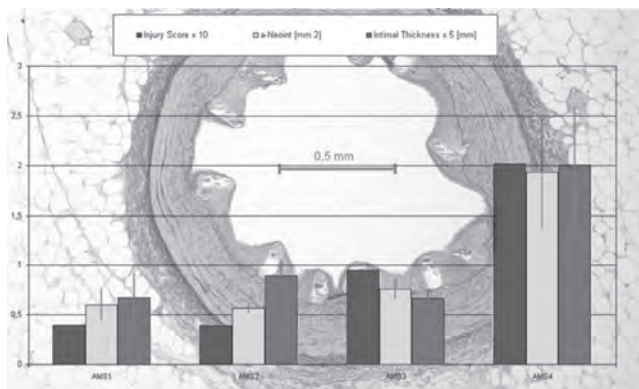 Injury Score x 10 a-Neoint [mm 2] Intimal Thickness x 5 [mm]
3
2,5
2
0,5 mm
1,5
1
0,5
0
AMS1 AMS2 AMS3 AMS4